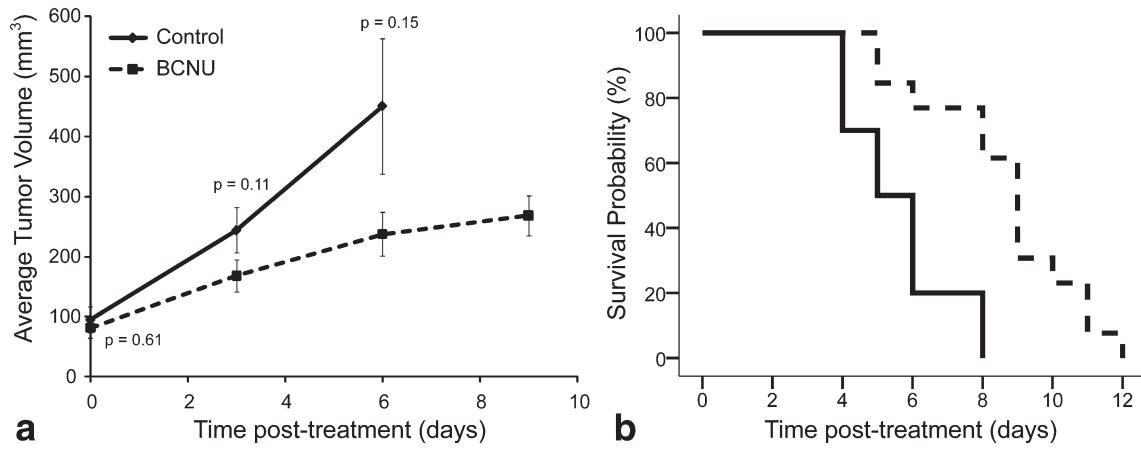 600
500
400
300
200
100
0
Average Tumor Volume (mm³)
Control
BCNU
p = 0.15
p = 0.11
p = 0.61
0 2 4 6 8 10
Time post-treatment (days)
a
100
80
60
40
20
0
Survival Probability (%)
0 2 4 6 8 10 12
Time post-treatment (days)
b